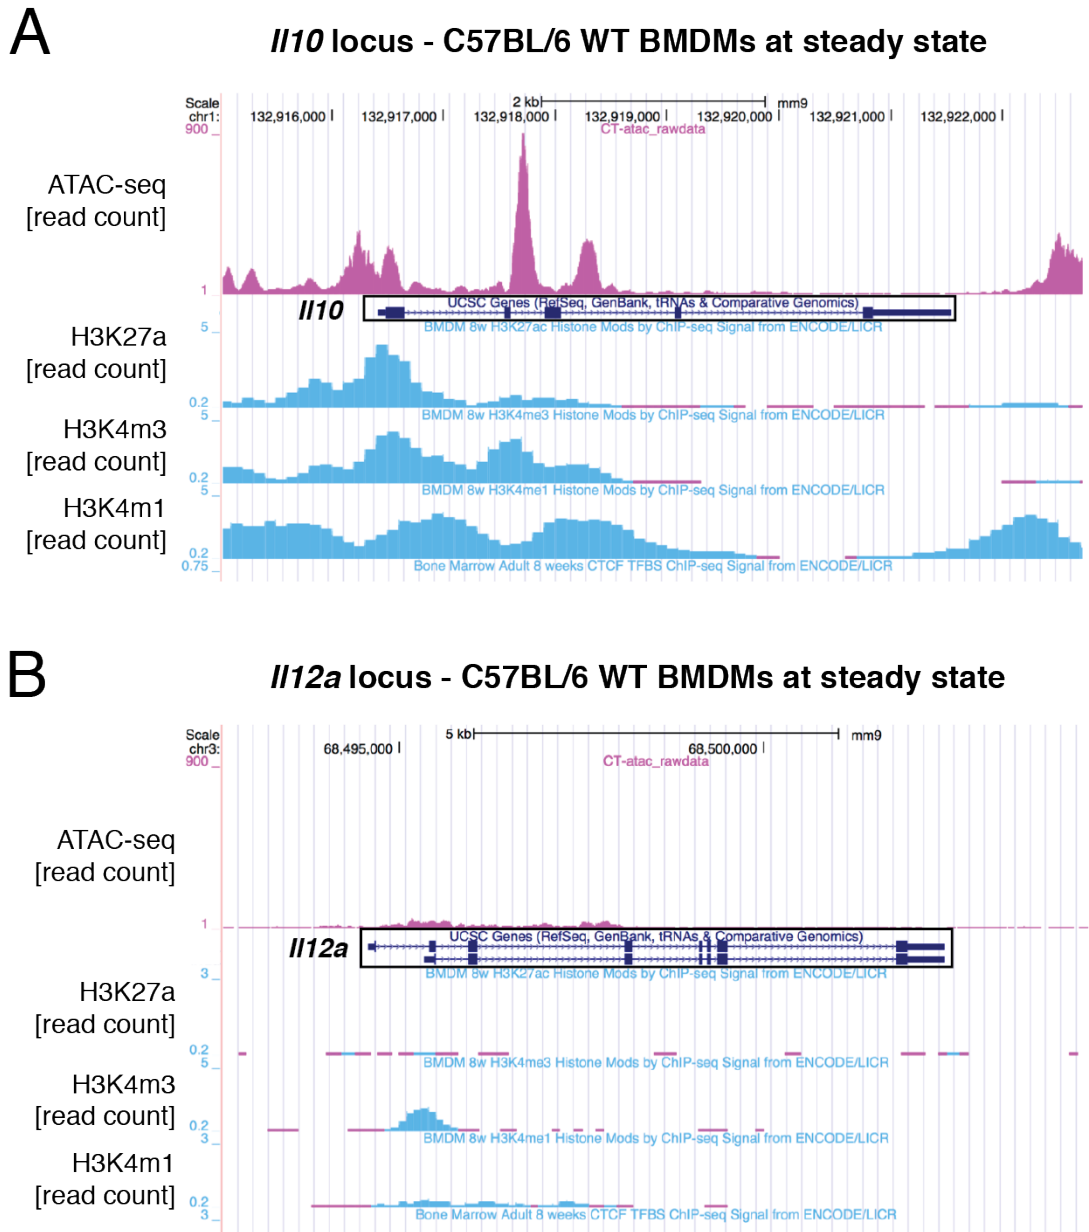 A
Il10 locus - C57BL/6 WT BMDMs at steady state
Scale
2 kb
mm9
chr1:
132,916,000
132,917,000
132,918,000
132,919,000
132,920,000
132,921,000
132,922,000
900
CT-atac_rawdata
ATAC-seq
[read count]
1
Il10
UCSC Genes (RefSeq, GenBank, tRNAs & Comparative Genomics)
BMDM 8w H3K27ac Histone Mods by ChIP-seq Signal from ENCODE/LICR
5
H3K27a
[read count]
0.2
BMDM 8w H3K4me3 Histone Mods by ChIP-seq Signal from ENCODE/LICR
5
H3K4m3
[read count]
0.2
BMDM 8w H3K4me1 Histone Mods by ChIP-seq Signal from ENCODE/LICR
5
H3K4m1
[read count]
0.2
Bone Marrow Adult 8 weeks CTCF TFBS ChIP-seq Signal from ENCODE/LICR
0.75
B
Il12a locus - C57BL/6 WT BMDMs at steady state
Scale
5 kb
mm9
chr3:
68,495,000
68,500,000
900
CT-atac_rawdata
ATAC-seq
[read count]
1
Il12a
UCSC Genes (RefSeq, GenBank, tRNAs & Comparative Genomics)
BMDM 8w H3K27ac Histone Mods by ChIP-seq Signal from ENCODE/LICR
3
H3K27a
[read count]
0.2
BMDM 8w H3K4me3 Histone Mods by ChIP-seq Signal from ENCODE/LICR
5
H3K4m3
[read count]
0.2
BMDM 8w H3K4me1 Histone Mods by ChIP-seq Signal from ENCODE/LICR
3
H3K4m1
[read count]
0.2
Bone Marrow Adult 8 weeks CTCF TFBS ChIP-seq Signal from ENCODE/LICR
3